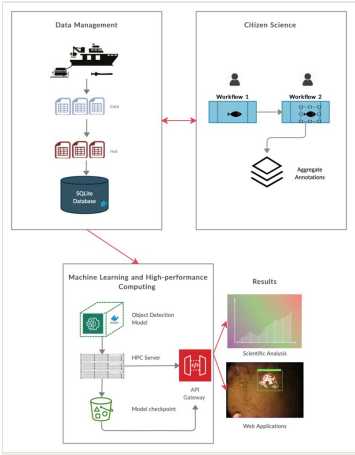 Data Management
Citizen Science
Workflow 1
Workflow 2
Data
SQLite
Database
Aggregate
Annotations
Machine Learning and High-performance
Computing
Results
Object Detection
Model
HPC Server
API
Gateway
Model checkpoint
Scientific Analysis
Web Applications